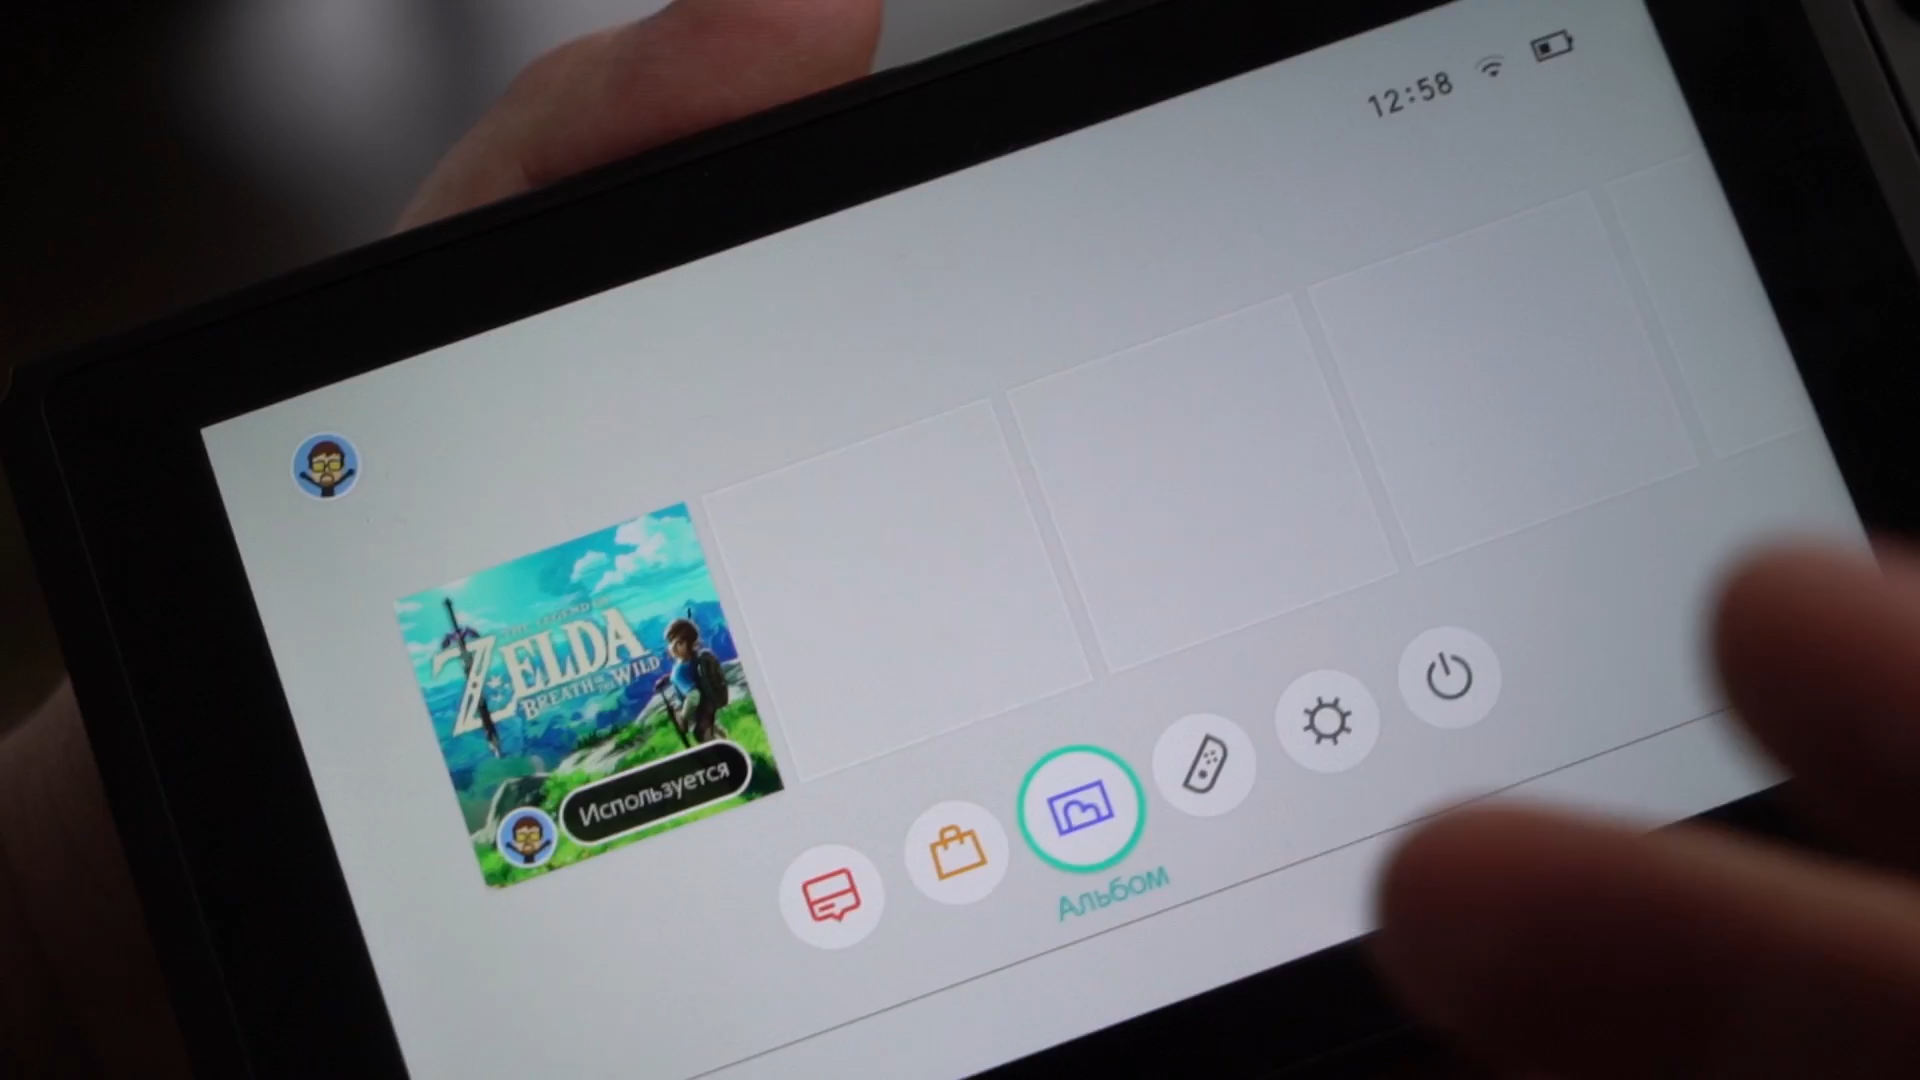 12:58
THE LEGEND OF
ZELDA
BREATH OF THE WILD
Используется
Альбом